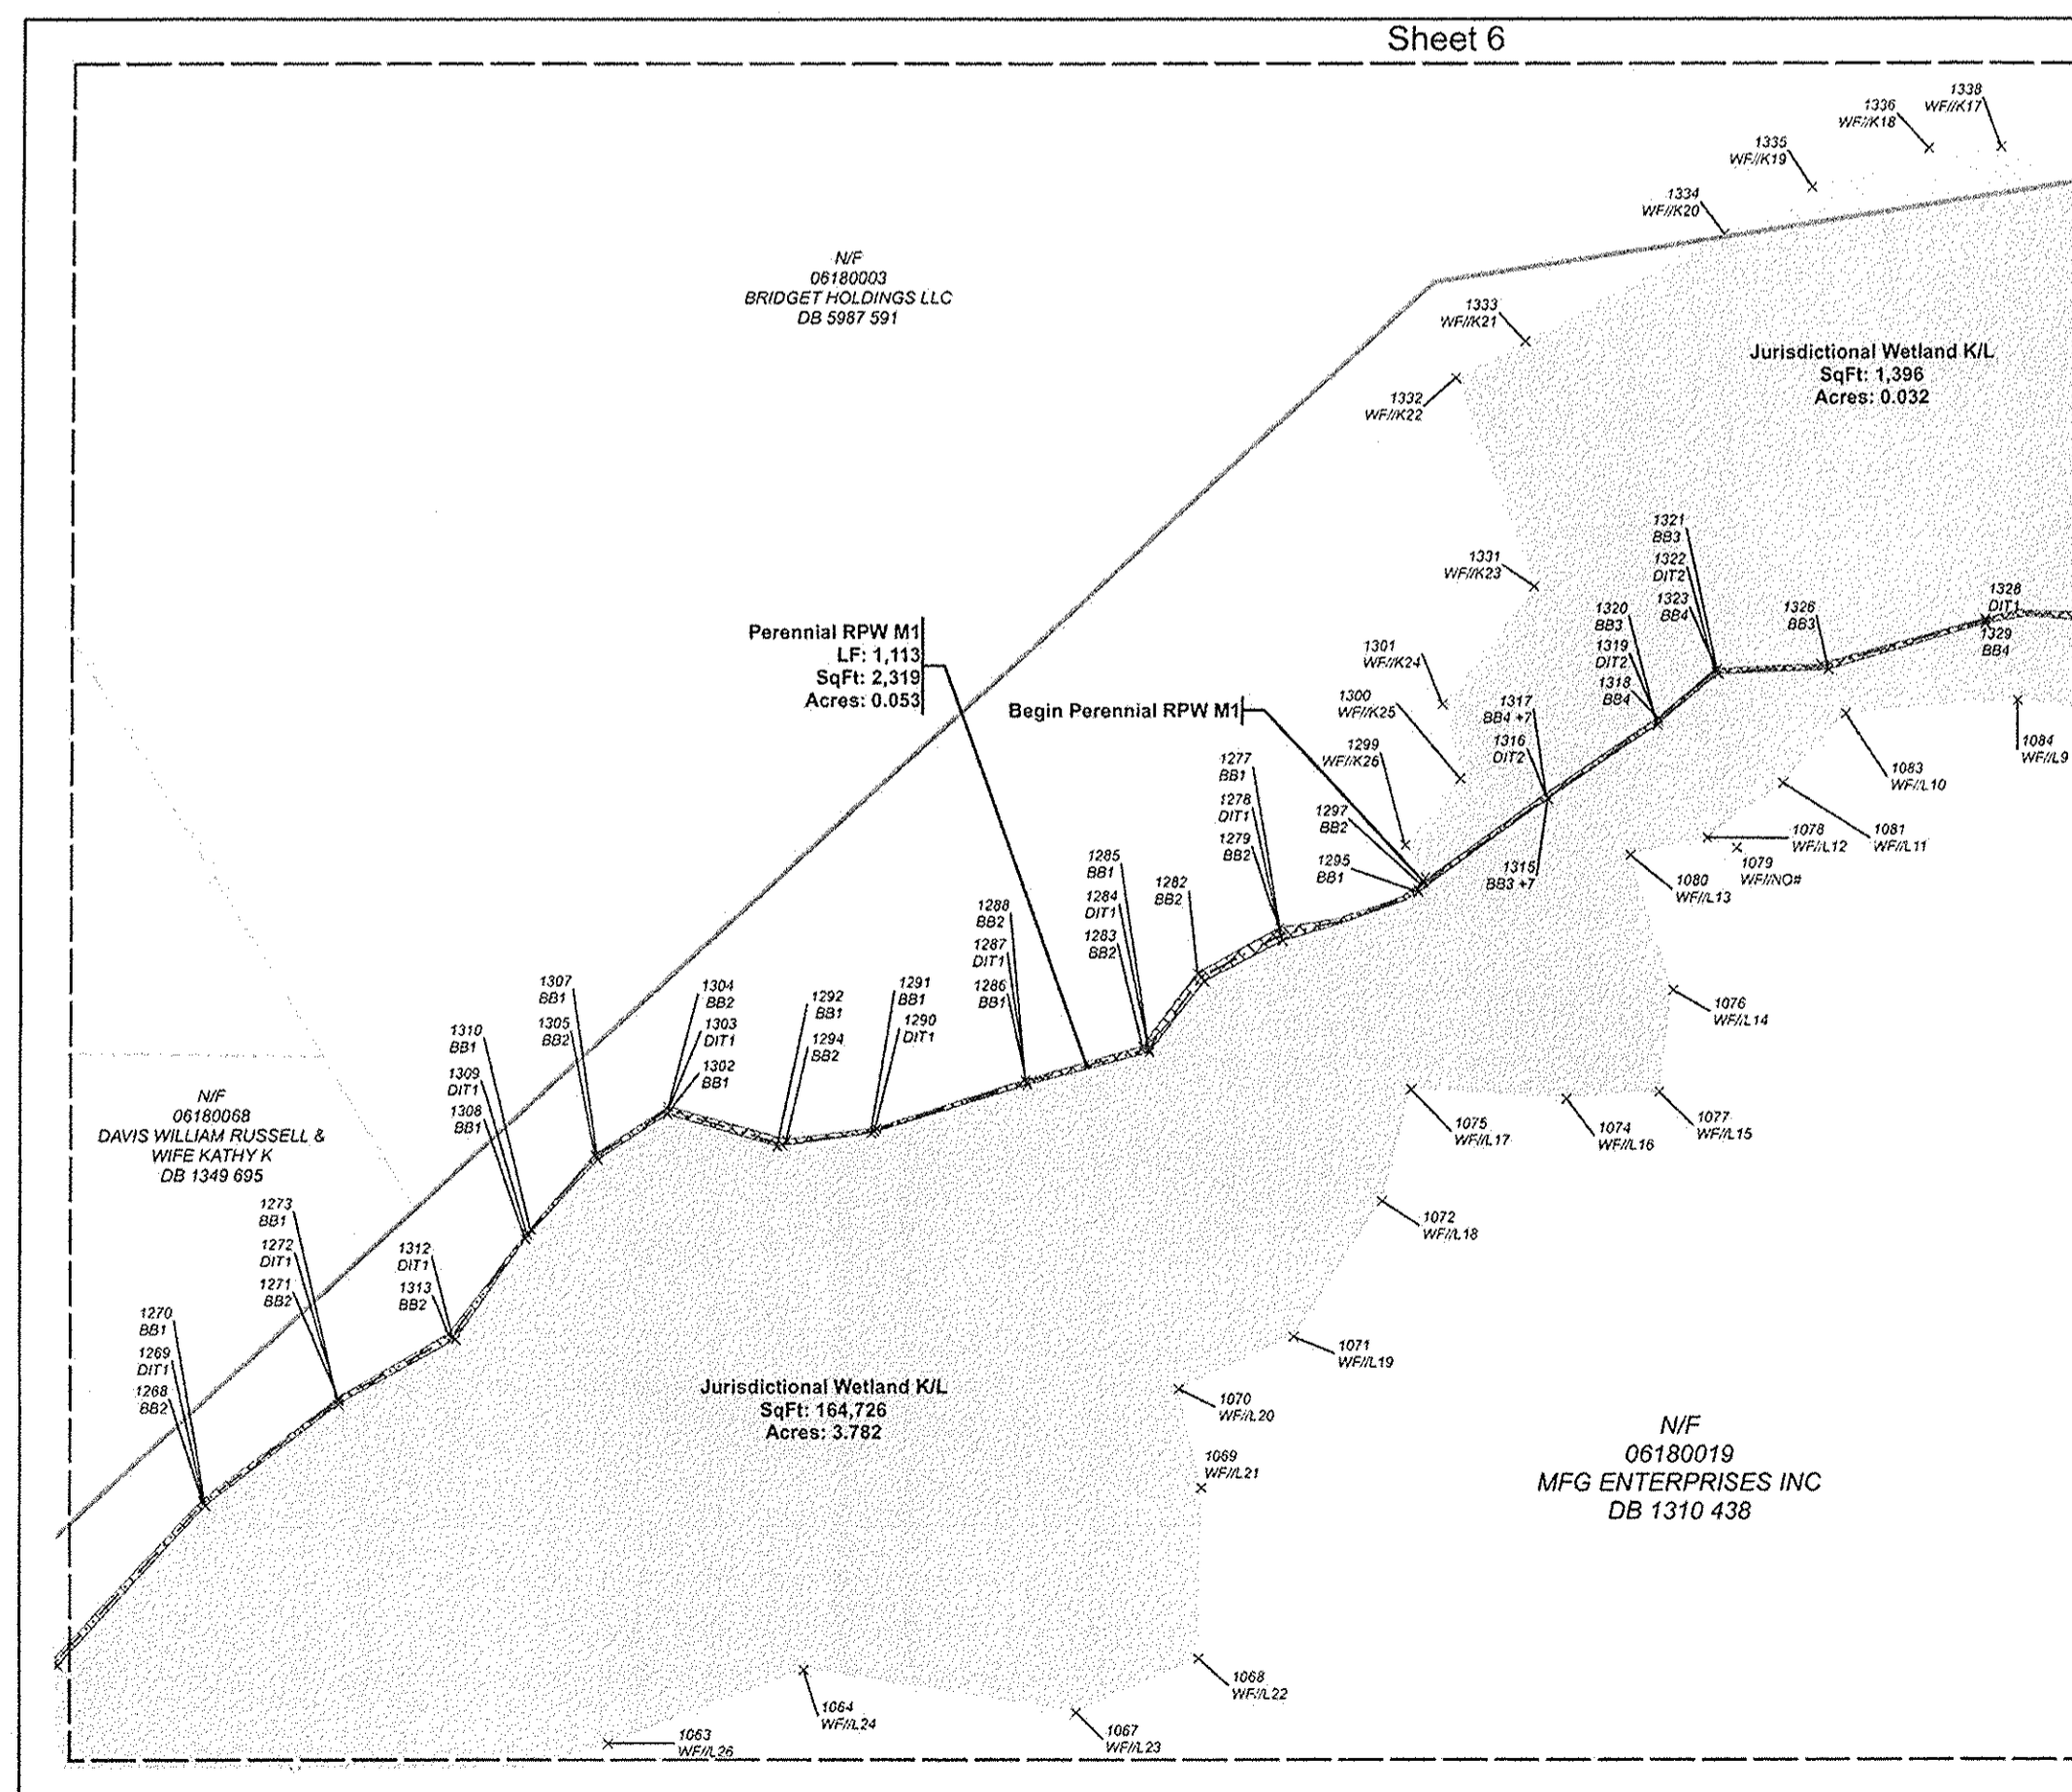 Sheet 6
1338
WF//K17
1336
WF//K18
1335
WF//K19
1334
WF//K20
N/F
06180003
BRIDGET HOLDINGS LLC
DB 5987 591
1333
WF//K21
Jurisdictional Wetland K/L
SqFt: 1,396
Acres: 0.032
1332
WF//K22
1321
BB3
1322
DIT2
1323
BB4
1331
WF//K23
1320
BB3
1319
DIT2
1318
BB4
1326
BB3
1328
DIT1
1329
BB4
Perennial RPW M1
LF: 1,113
SqFt: 2,319
Acres: 0.053
1301
WF//K24
1300
WF//K25
Begin Perennial RPW M1
1299
WF//K26
1317
BB4 +7
1316
DIT2
1315
BB3 +7
1084
WF//L9
1083
WF//L10
1081
WF//L11
1078
WF//L12
1079
WF//NO#
1080
WF//L13
1277
BB1
1278
DIT1
1279
BB2
1297
BB2
1295
BB1
1285
BB1
1284
DIT1
1283
BB2
1282
BB2
1288
BB2
1287
DIT1
1286
BB1
1291
BB1
1290
DIT1
1292
BB1
1294
BB2
1304
BB2
1303
DIT1
1302
BB1
1307
BB1
1305
BB2
1310
BB1
1309
DIT1
1308
BB1
1076
WF//L14
1077
WF//L15
1074
WF//L16
1075
WF//L17
N/F
06180068
DAVIS WILLIAM RUSSELL &
WIFE KATHY K
DB 1349 695
1273
BB1
1272
DIT1
1271
BB2
1312
DIT1
1313
BB2
1270
BB1
1269
DIT1
1268
BB2
1072
WF//L18
1071
WF//L19
1070
WF//L20
1069
WF//L21
Jurisdictional Wetland K/L
SqFt: 164,726
Acres: 3.782
N/F
06180019
MFG ENTERPRISES INC
DB 1310 438
1068
WF//L22
1067
WF//L23
1064
WF//L24
1063
WF//L26